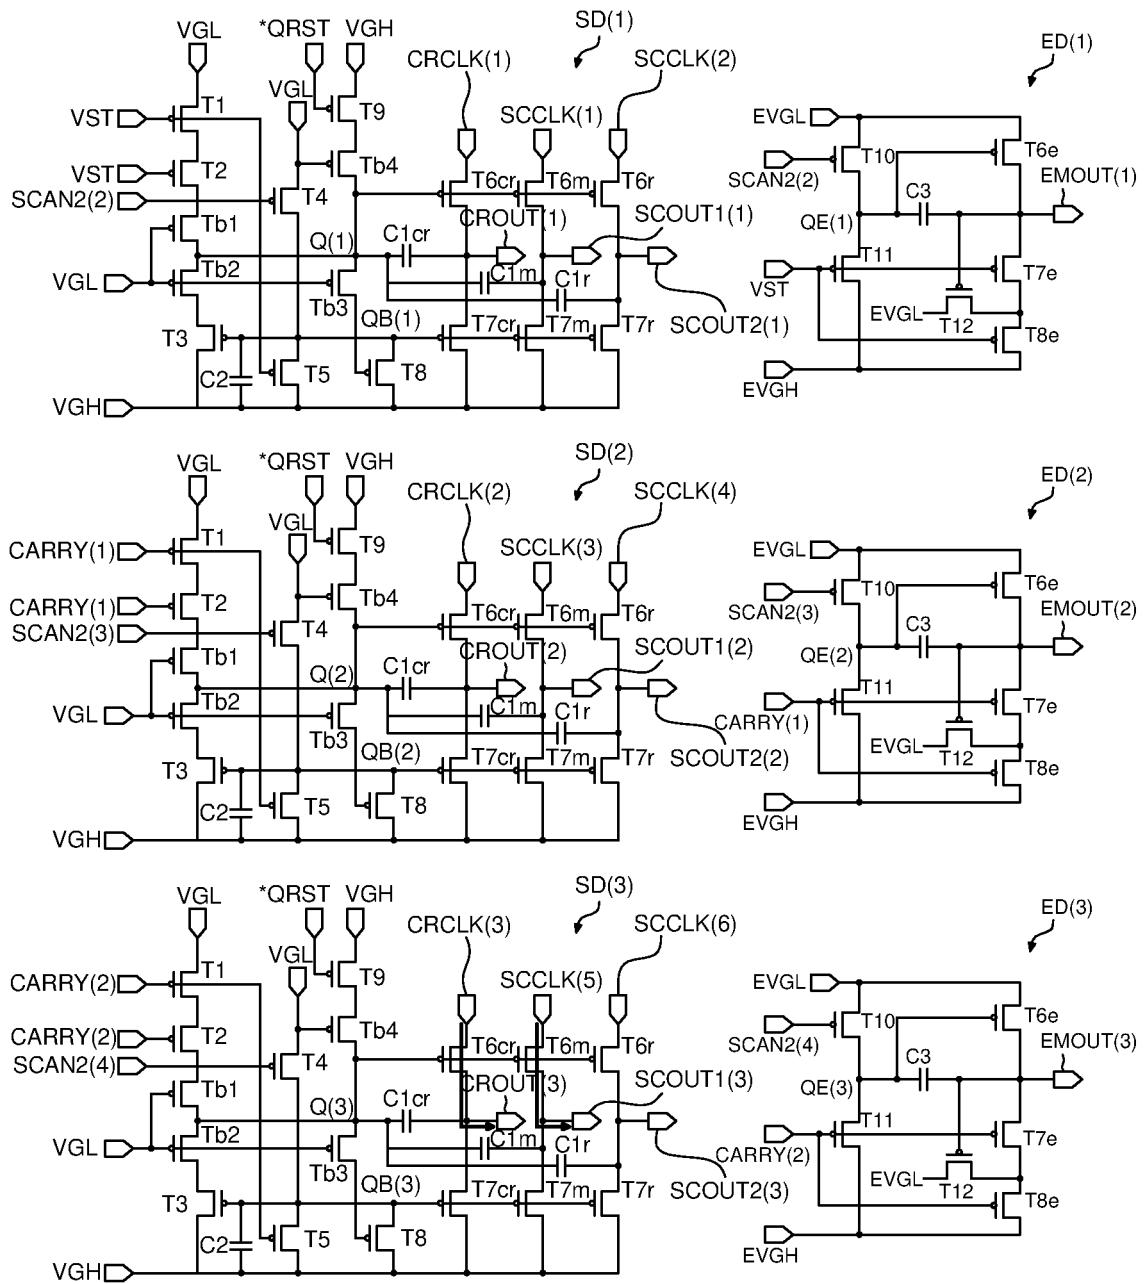 SD(1)
*QRST VGH
VGL
CRCLK(1)
SCCLK(2)
ED(1)
VGL
SCCLK(1)
VST
T1
T9
EVGL
VST
T2
Tb4
T10
T6e
SCAN2(2)
T4
T6cr
T6m
T6r
SCAN2(2)
C3
EMOUT(1)
Tb1
Q(1)
C1cr
CROUT(1)
SCOUT1(1)
QE(1)
VGL
Tb2
Tb3
C1m
C1r
VST
T11
T7e
T3
QB(1)
T7cr
T7m
T7r
SCOUT2(1)
EVGL
T12
T8e
C2
T5
T8
EVGH
VGH
SD(2)
*QRST VGH
VGL
CRCLK(2)
SCCLK(4)
ED(2)
VGL
SCCLK(3)
CARRY(1)
T1
T9
EVGL
CARRY(1)
T2
Tb4
T10
T6e
SCAN2(3)
T4
T6cr
T6m
T6r
SCAN2(3)
C3
EMOUT(2)
Tb1
Q(2)
C1cr
CROUT(2)
SCOUT1(2)
QE(2)
VGL
Tb2
Tb3
C1m
C1r
CARRY(1)
T11
T7e
T3
QB(2)
T7cr
T7m
T7r
SCOUT2(2)
EVGL
T12
T8e
C2
T5
T8
EVGH
VGH
SD(3)
*QRST VGH
VGL
CRCLK(3)
SCCLK(6)
ED(3)
VGL
SCCLK(5)
CARRY(2)
T1
T9
EVGL
CARRY(2)
T2
Tb4
T10
T6e
SCAN2(4)
T4
T6cr
T6m
T6r
SCAN2(4)
C3
EMOUT(3)
Tb1
Q(3)
C1cr
CROUT(3)
SCOUT1(3)
QE(3)
VGL
Tb2
Tb3
C1m
C1r
CARRY(2)
T11
T7e
T3
QB(3)
T7cr
T7m
T7r
SCOUT2(3)
EVGL
T12
T8e
C2
T5
T8
EVGH
VGH